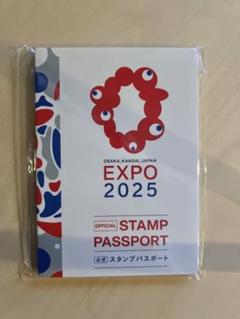 OSAKA, KANSAI, JAPAN
EXPO
2025
OFFICIAL STAMP
PASSPORT
公式 スタンプパスポート